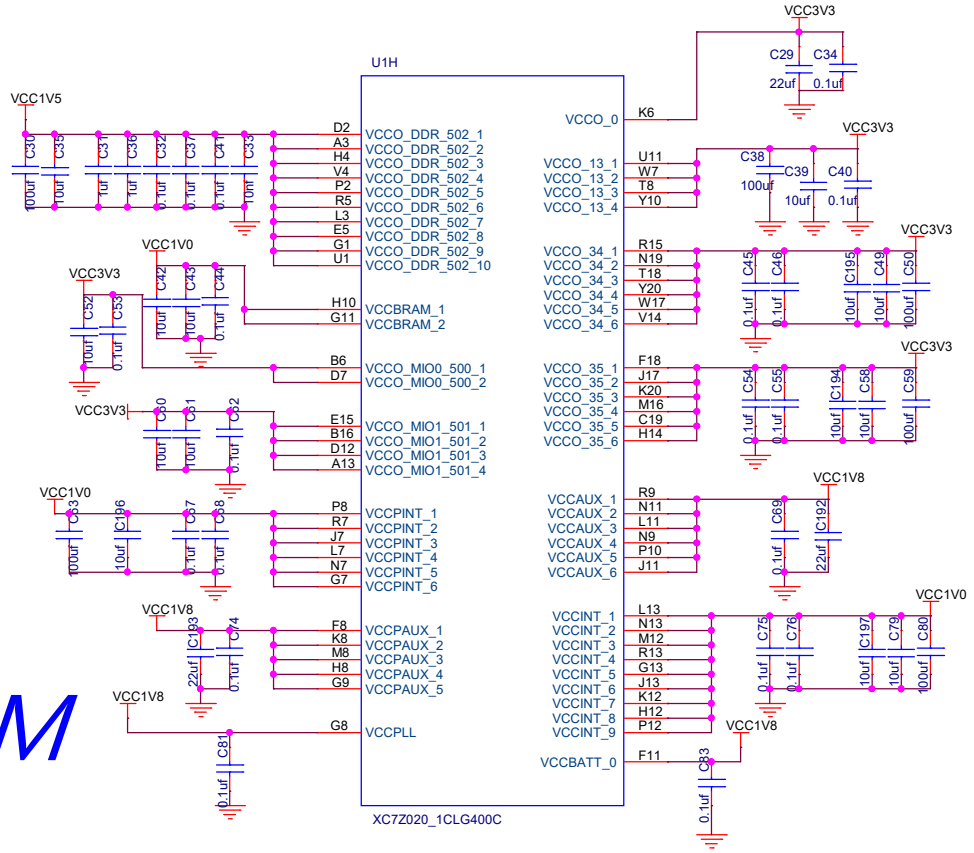 VCC3V3
U1H
C29
C34
22uf
0.1uf
VCC1V5
C30
C35
C31
C36
C32
C37
C41
C33
100uf
10uf
1uf
1uf
0.1uf
0.1uf
0.1uf
10nf
D2 VCCO_DDR_502_1
A3 VCCO_DDR_502_2
H4 VCCO_DDR_502_3
V4 VCCO_DDR_502_4
P2 VCCO_DDR_502_5
R5 VCCO_DDR_502_6
L3 VCCO_DDR_502_7
E5 VCCO_DDR_502_8
G1 VCCO_DDR_502_9
U1 VCCO_DDR_502_10
VCCO_0 K6
VCC3V3
VCCO_13_1 U11
VCCO_13_2 W7
VCCO_13_3 T8
VCCO_13_4 Y10
C38
C39
C40
100uf
10uf
0.1uf
VCC1V0
C42
C43
C44
10uf
10uf
0.1uf
H10 VCCBRAM_1
G11 VCCBRAM_2
VCC3V3
C52
C53
10uf
0.1uf
B6 VCCO_MIO0_500_1
D7 VCCO_MIO0_500_2
VCC3V3
VCCO_34_1 R15
VCCO_34_2 N19
VCCO_34_3 T18
VCCO_34_4 Y20
VCCO_34_5 W17
VCCO_34_6 V14
C45
C46
C195
C49
C50
0.1uf
0.1uf
10uf
10uf
100uf
VCC3V3
VCCO_35_1 F18
VCCO_35_2 J17
VCCO_35_3 K20
VCCO_35_4 M16
VCCO_35_5 C19
VCCO_35_6 H14
C54
C55
C194
C58
C59
0.1uf
0.1uf
10uf
10uf
100uf
VCC3V3
10uf
10uf
0.1uf
E15 VCCO_MIO1_501_1
B16 VCCO_MIO1_501_2
D12 VCCO_MIO1_501_3
A13 VCCO_MIO1_501_4
VCC1V0
C196
100uf
10uf
0.1uf
0.1uf
P8 VCCPINT_1
R7 VCCPINT_2
J7 VCCPINT_3
L7 VCCPINT_4
N7 VCCPINT_5
G7 VCCPINT_6
VCC1V8
VCCAUX_1 R9
VCCAUX_2 N11
VCCAUX_3 L11
VCCAUX_4 N9
VCCAUX_5 P10
VCCAUX_6 J11
C69
C192
0.1uf
22uf
VCC1V8
C193
C74
22uf
0.1uf
F8 VCCPAUX_1
K8 VCCPAUX_2
M8 VCCPAUX_3
H8 VCCPAUX_4
G9 VCCPAUX_5
VCC1V0
VCCINT_1 L13
VCCINT_2 N13
VCCINT_3 M12
VCCINT_4 R13
VCCINT_5 G13
VCCINT_6 J13
VCCINT_7 K12
VCCINT_8 H12
VCCINT_9 P12
C75
C76
C197
C79
C80
0.1uf
0.1uf
10uf
10uf
100uf
VCC1V8
C81
0.1uf
G8 VCCPLL
VCC1V8
VCCBATT_0 F11
C83
0.1uf
M
XC7Z020_1CLG400C